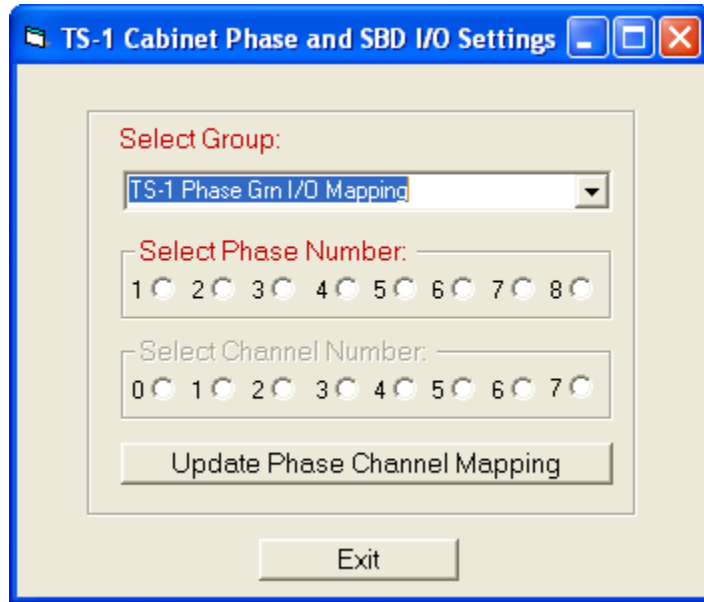 TS-1 Cabinet Phase and SBD I/O Settings
Select Group:
TS-1 Phase Grn I/O Mapping
Select Phase Number:
1 2 3 4 5 6 7 8
Select Channel Number:
0 1 2 3 4 5 6 7
Update Phase Channel Mapping
Exit